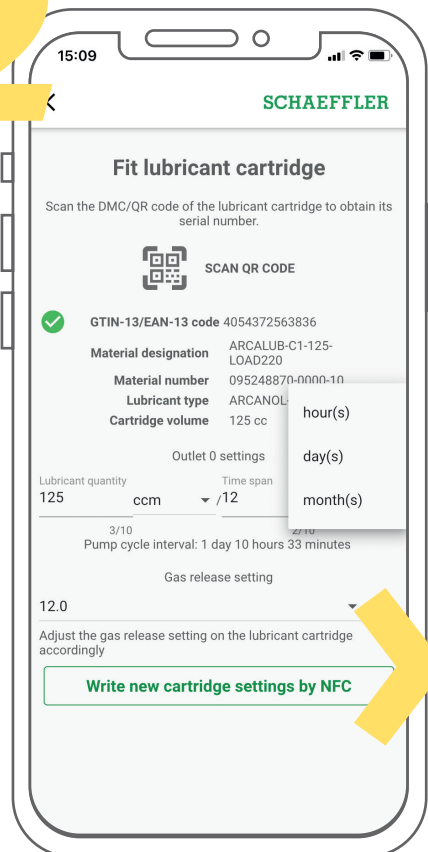 15:09
SCHAEFFLER
Fit lubricant cartridge
Scan the DMC/QR code of the lubricant cartridge to obtain its
serial number.
SCAN QR CODE
GTIN-13/EAN-13 code 4054372563836
Material designation ARCALUB-C1-125-
LOAD220
Material number 095248870-0000-10
Lubricant type ARCANOL-
Cartridge volume 125 cc
hour(s)
day(s)
month(s)
Outlet 0 settings
Lubricant quantity Time span
125 ccm / 12
3/10 2/10
Pump cycle interval: 1 day 10 hours 33 minutes
Gas release setting
12.0
Adjust the gas release setting on the lubricant cartridge
accordingly
Write new cartridge settings by NFC